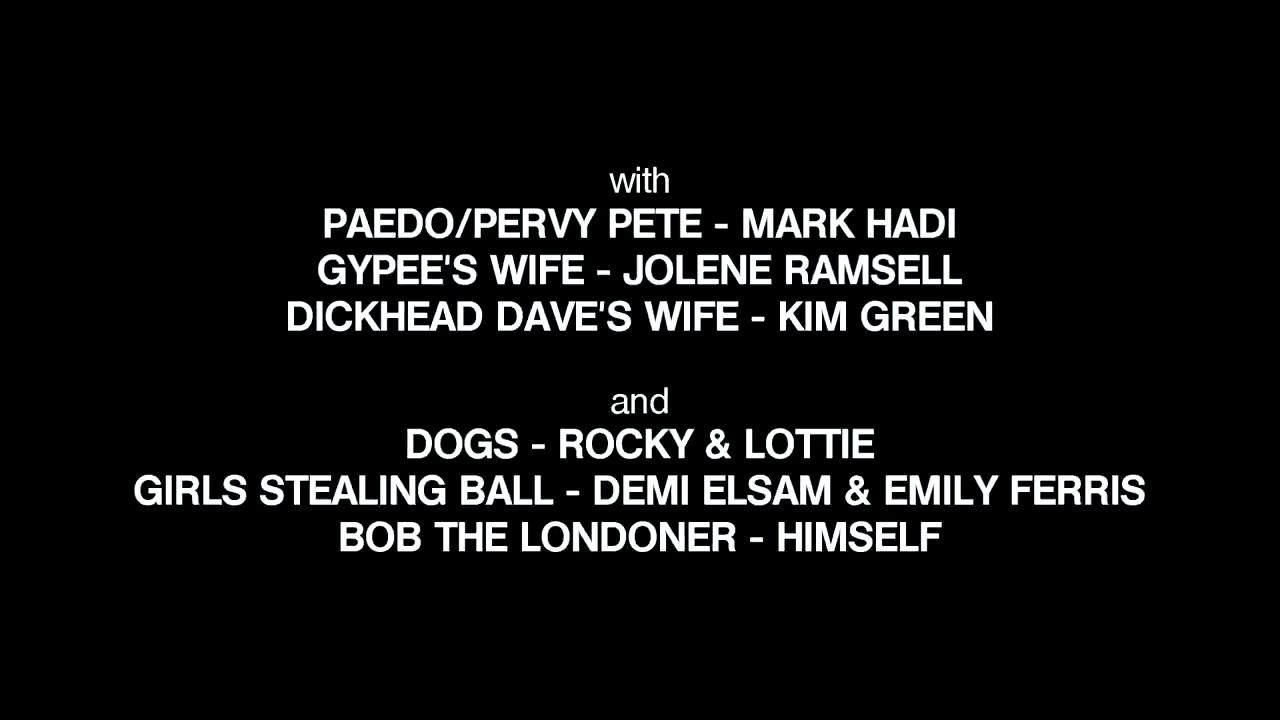 with
PAEDO/PERVY PETE - MARK HADI
GYPEE'S WIFE - JOLENE RAMSELL
DICKHEAD DAVE'S WIFE - KIM GREEN
and
DOGS - ROCKY & LOTTIE
GIRLS STEALING BALL - DEMI ELSAM & EMILY FERRIS
BOB THE LONDONER - HIMSELF